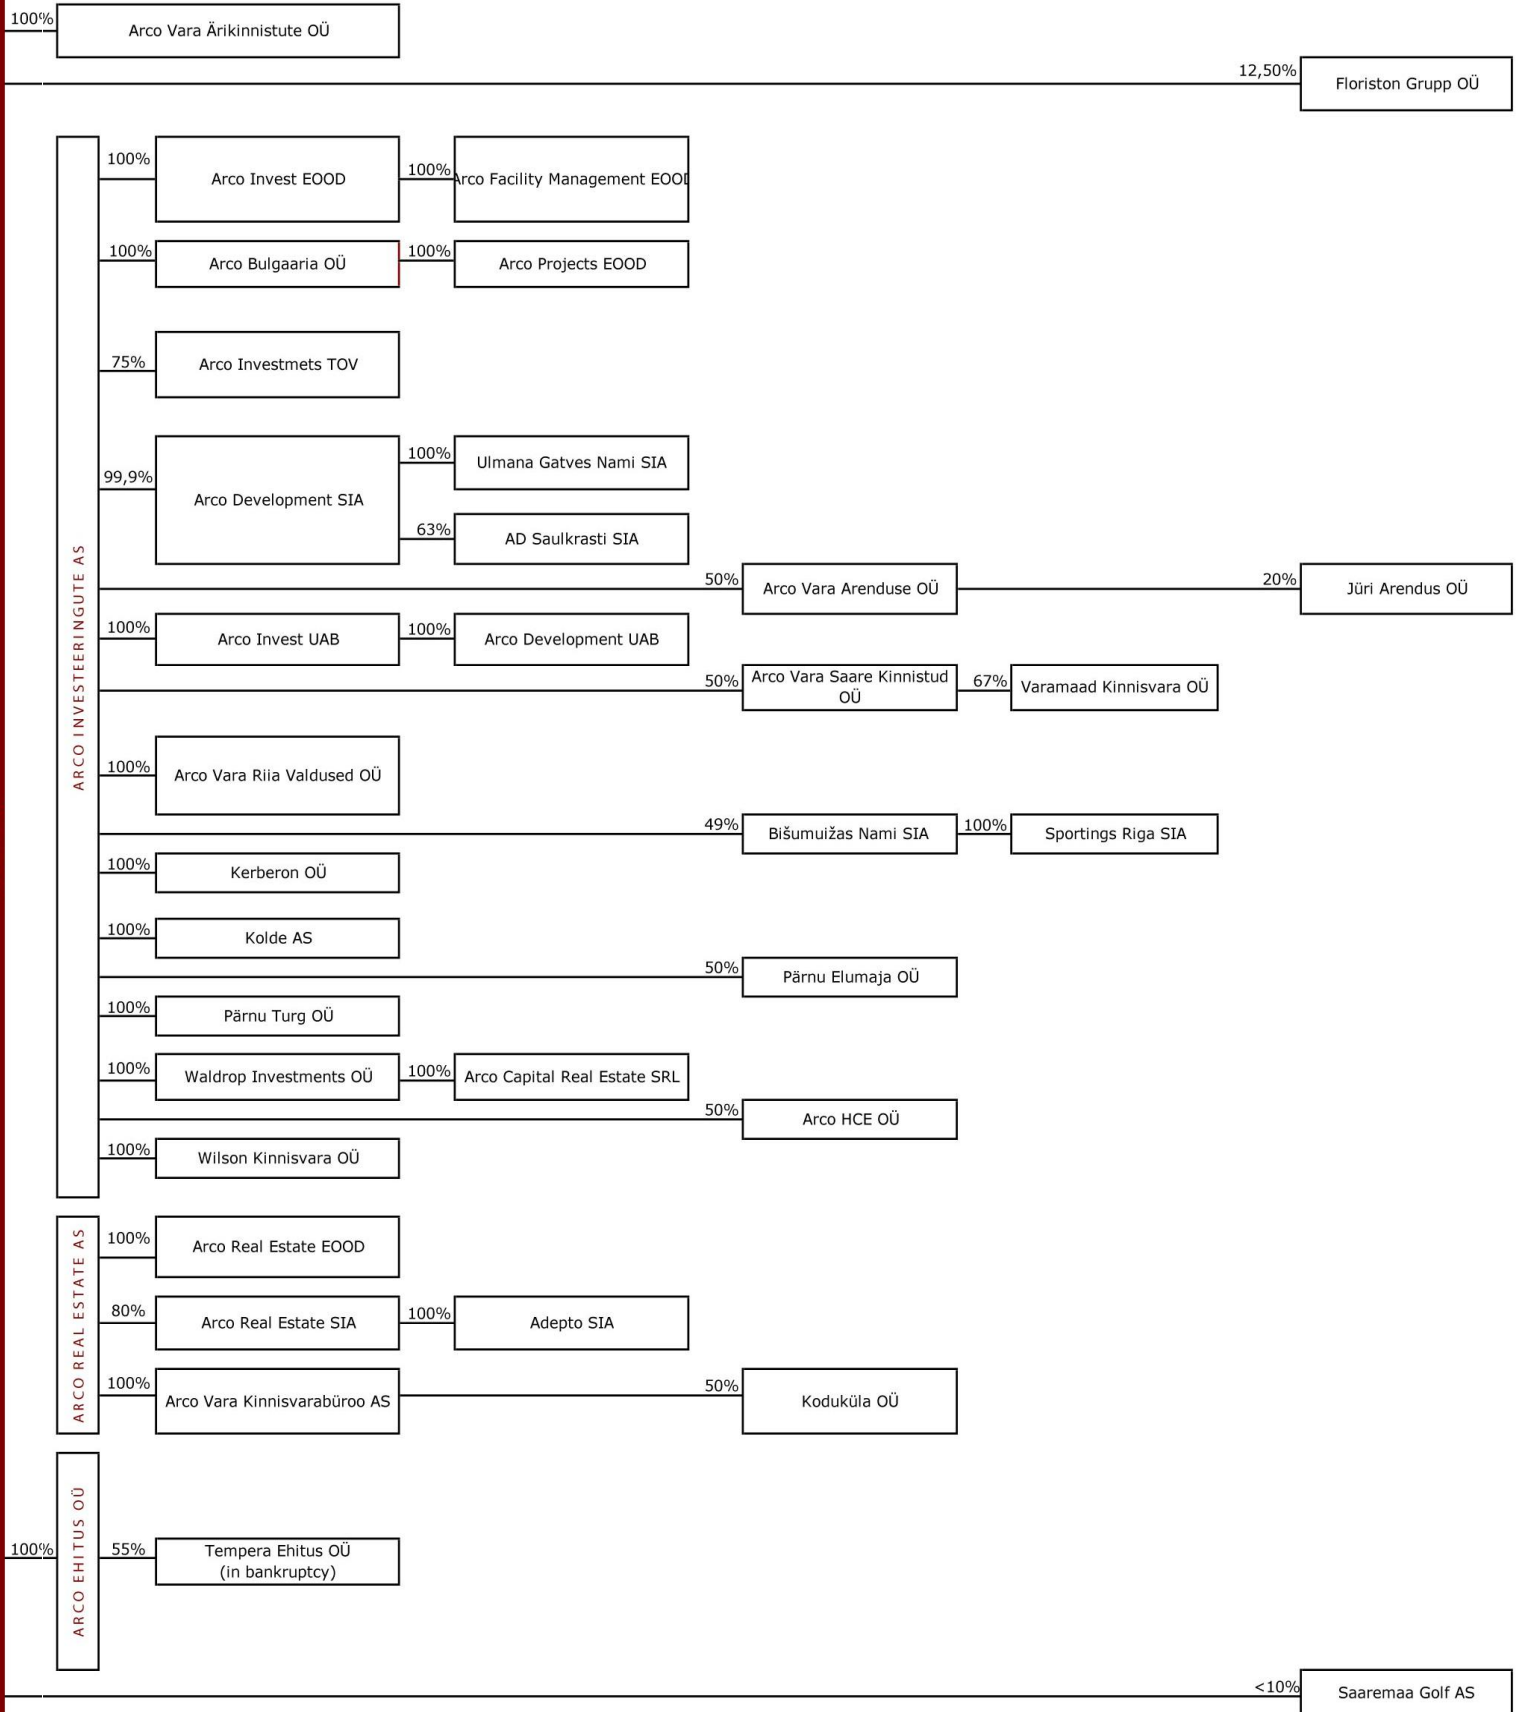 100%
Arco Vara Ärikinnistute OÜ
12,50%
Floriston Grupp OÜ
ARCO INVESTEERINGUTE AS
100%
Arco Invest EOOD
100%
Arco Facility Management EOOD
100%
Arco Bulgaaria OÜ
100%
Arco Projects EOOD
75%
Arco Investmets TOV
99,9%
Arco Development SIA
100%
Ulmana Gatves Nami SIA
63%
AD Saulkrasti SIA
50%
Arco Vara Arenduse OÜ
20%
Jüri Arendus OÜ
100%
Arco Invest UAB
100%
Arco Development UAB
50%
Arco Vara Saare Kinnistud
OÜ
67%
Varamaad Kinnisvara OÜ
100%
Arco Vara Riia Valdused OÜ
49%
Bišumuižas Nami SIA
100%
Sportings Riga SIA
100%
Kerberon OÜ
100%
Kolde AS
50%
Pärnu Elumaja OÜ
100%
Pärnu Turg OÜ
100%
Waldrop Investments OÜ
100%
Arco Capital Real Estate SRL
50%
Arco HCE OÜ
100%
Wilson Kinnisvara OÜ
ARCO REAL ESTATE AS
100%
Arco Real Estate EOOD
80%
Arco Real Estate SIA
100%
Adepto SIA
100%
Arco Vara Kinnisvarabüroo AS
50%
Koduküla OÜ
100%
ARCO EHITUS OÜ
55%
Tempera Ehitus OÜ
(in bankruptcy)
<10%
Saaremaa Golf AS